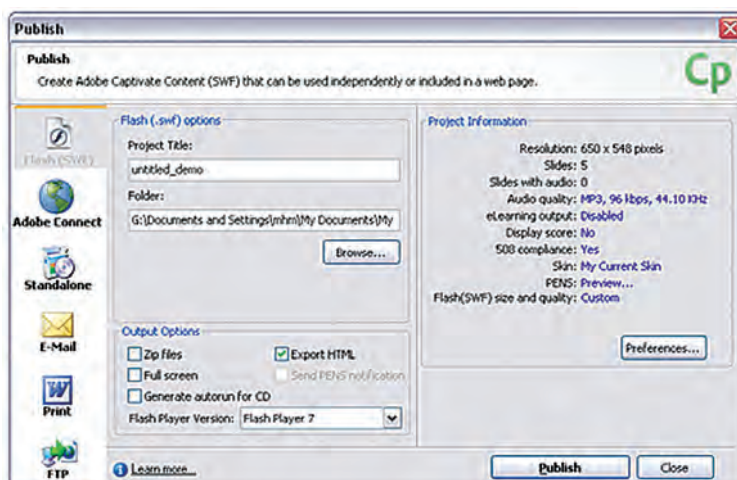 Publish
Publish
Create Adobe Captivate Content (SWF) that can be used independently or included in a web page.
Cp
Flash (SWF)
Adobe Connect
Standalone
E-Mail
Print
FTP
Flash (.swf) options
Project Title:
untitled_demo
Folder:
G:\Documents and Settings\mhm\My Documents\My
Browse...
Output Options
Zip files
Export HTML
Full screen
Send PENS notification
Generate autorun for CD
Flash Player Version: Flash Player 7
Project Information
Resolution: 650 x 548 pixels
Slides: 5
Slides with audio: 0
Audio quality: MP3, 96 kbps, 44.10 KHz
eLearning output: Disabled
Display score: No
508 compliance: Yes
Skin: My Current Skin
PENS: Preview...
Flash(SWF) size and quality: Custom
Preferences...
Learn more...
Publish
Close